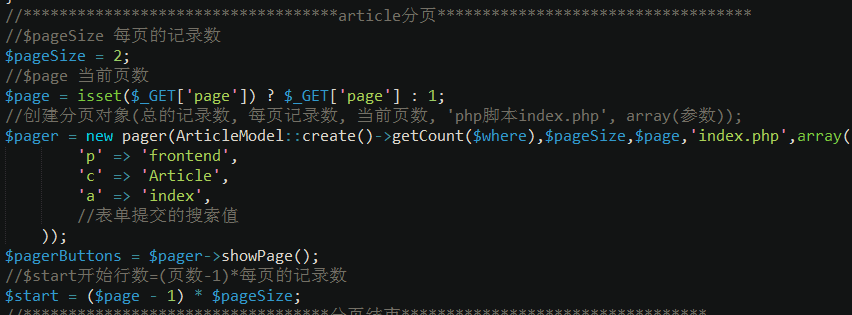 //***********************************article分页***********************************
//$pageSize 每页的记录数
$pageSize = 2;
//$page 当前页数
$page = isset($_GET['page']) ? $_GET['page'] : 1;
//创建分页对象(总的记录数, 每页记录数, 当前页数, 'php脚本index.php', array(参数));
$pager = new pager(ArticleModel::create()->getCount($where),$pageSize,$page,'index.php',array(
'p' => 'frontend',
'c' => 'Article',
'a' => 'index',
//表单提交的搜索值
));
$pagerButtons = $pager->showPage();
//$start开始行数=(页数-1)*每页的记录数
$start = ($page - 1) * $pageSize;
//**********************************分页结束**********************************